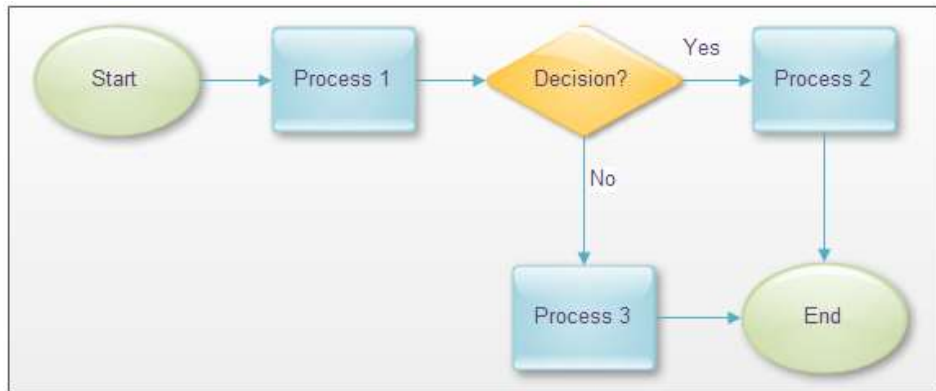 Start
Process 1
Decision?
Yes
Process 2
No
Process 3
End